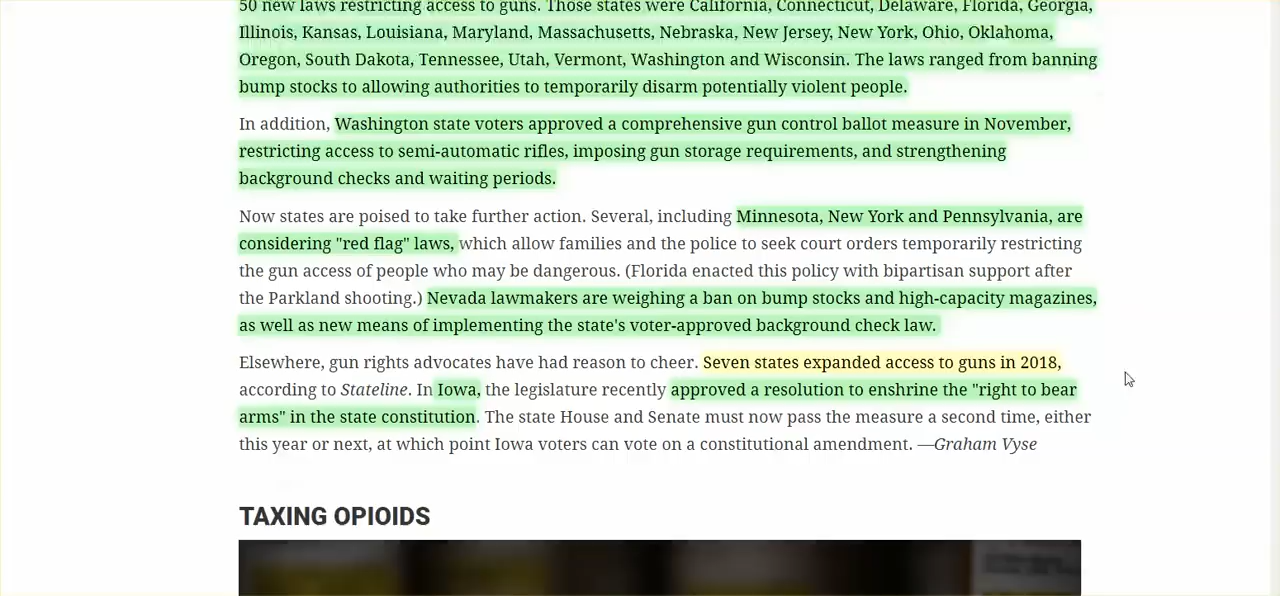 50 new laws restricting access to guns. Those states were California, Connecticut, Delaware, Florida, Georgia,
Illinois, Kansas, Louisiana, Maryland, Massachusetts, Nebraska, New Jersey, New York, Ohio, Oklahoma,
Oregon, South Dakota, Tennessee, Utah, Vermont, Washington and Wisconsin. The laws ranged from banning
bump stocks to allowing authorities to temporarily disarm potentially violent people.
In addition, Washington state voters approved a comprehensive gun control ballot measure in November,
restricting access to semi-automatic rifles, imposing gun storage requirements, and strengthening
background checks and waiting periods.
Now states are poised to take further action. Several, including Minnesota, New York and Pennsylvania, are
considering "red flag" laws, which allow families and the police to seek court orders temporarily restricting
the gun access of people who may be dangerous. (Florida enacted this policy with bipartisan support after
the Parkland shooting.) Nevada lawmakers are weighing a ban on bump stocks and high-capacity magazines,
as well as new means of implementing the state's voter-approved background check law.
Elsewhere, gun rights advocates have had reason to cheer. Seven states expanded access to guns in 2018,
according to Stateline. In Iowa, the legislature recently approved a resolution to enshrine the "right to bear
arms" in the state constitution. The state House and Senate must now pass the measure a second time, either
this year or next, at which point Iowa voters can vote on a constitutional amendment. —Graham Vyse
TAXING OPIOIDS